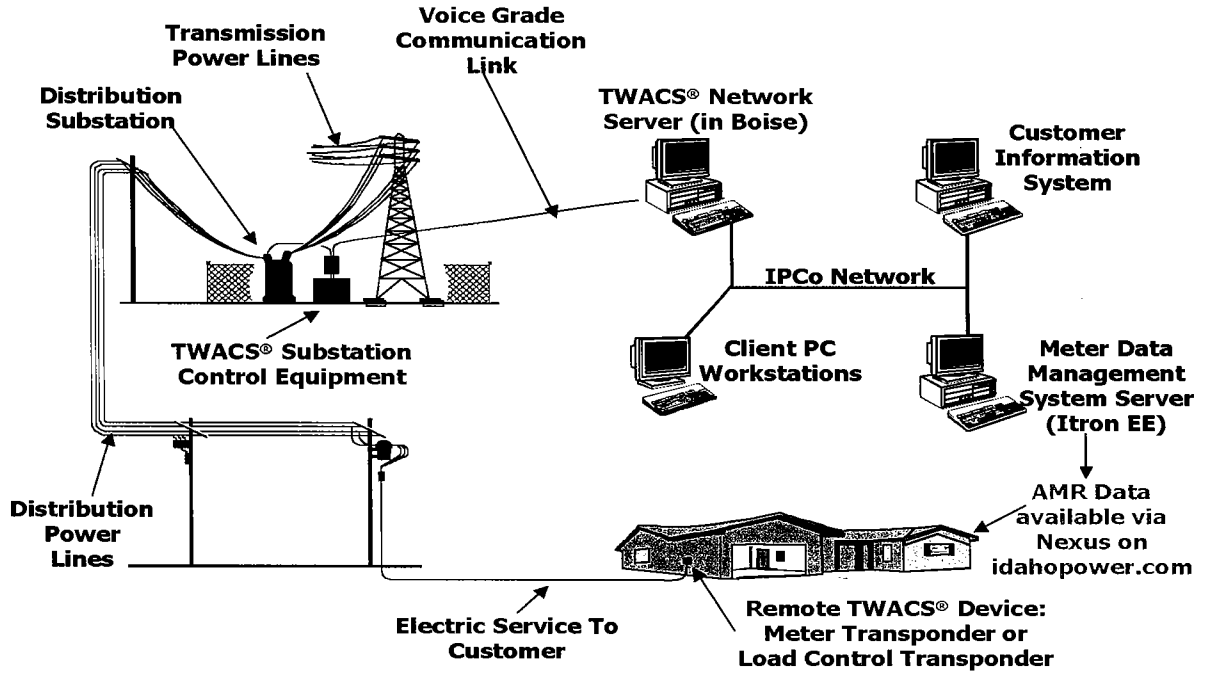 Voice Grade
Communication
Link
Transmission
Power Lines
Distribution
Substation
TWACS® Network
Server (in Boise)
Customer
Information
System
IPCo Network
TWACS® Substation
Control Equipment
Client PC
Workstations
Meter Data
Management
System Server
(Itron EE)
Distribution
Power
Lines
AMR Data
available via
Nexus on
idahopower.com
Electric Service To
Customer
Remote TWACS® Device:
Meter Transponder or
Load Control Transponder